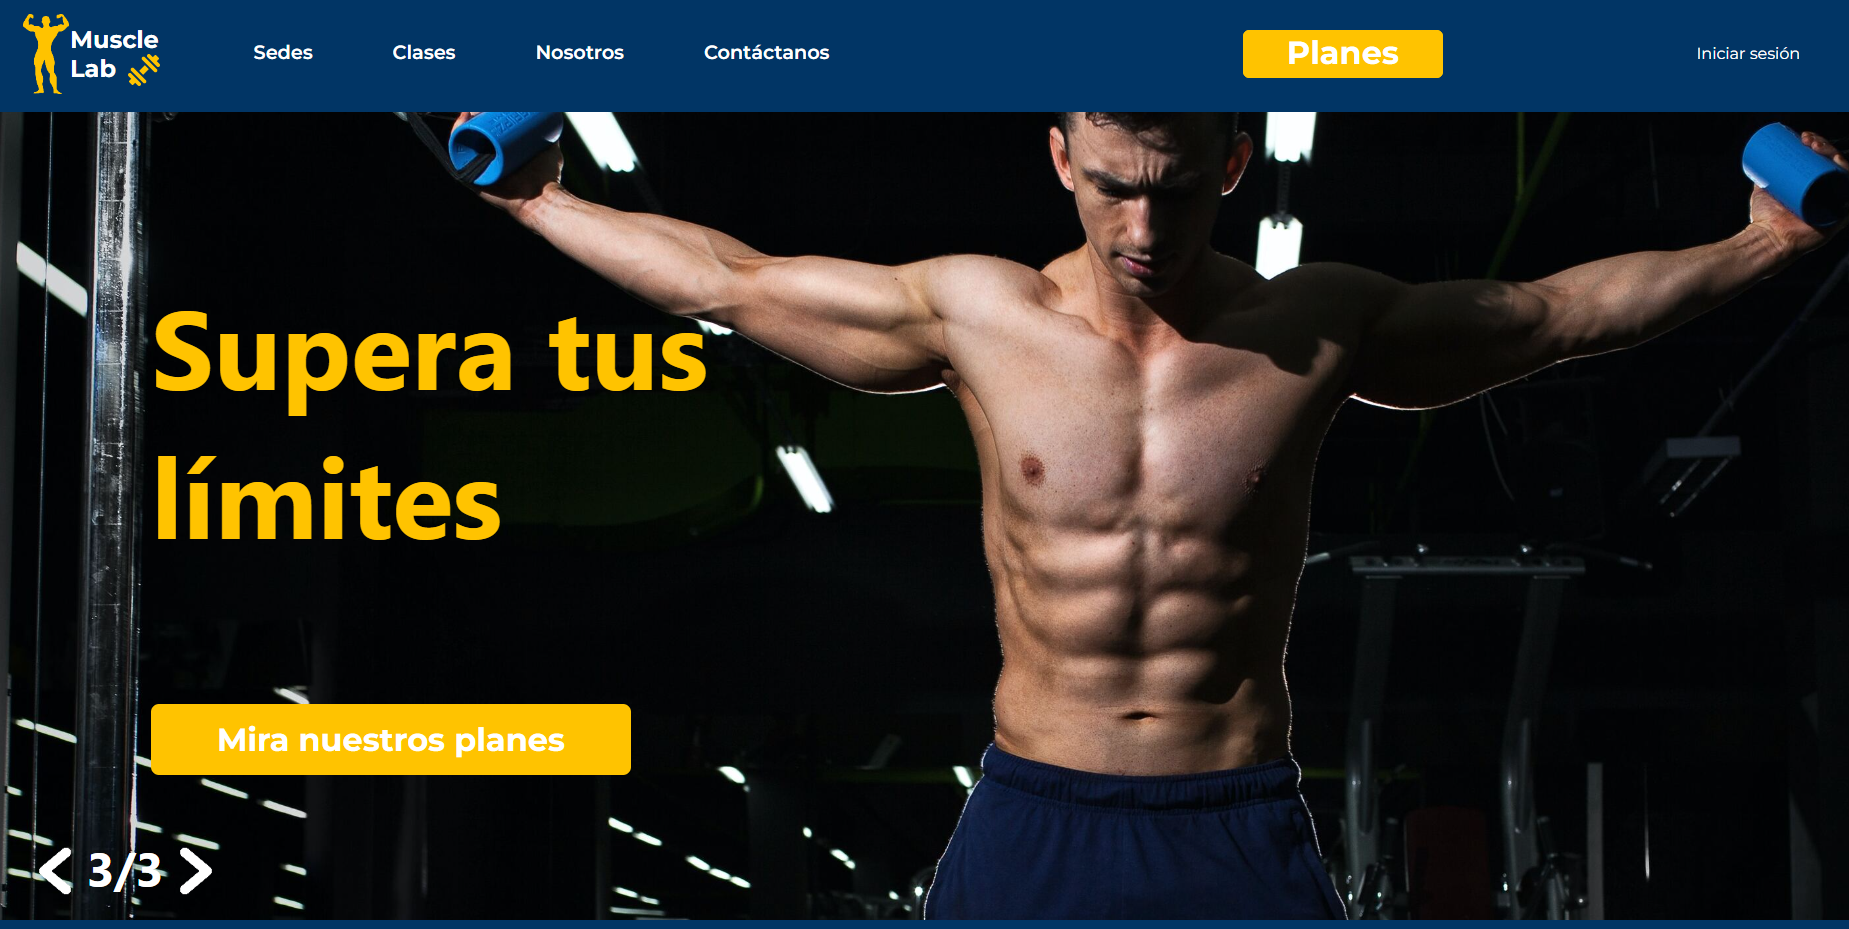 Muscle
Lab
Sedes
Clases
Nosotros
Contáctanos
Planes
Iniciar sesión
Supera tus
límites
Mira nuestros planes
3/3